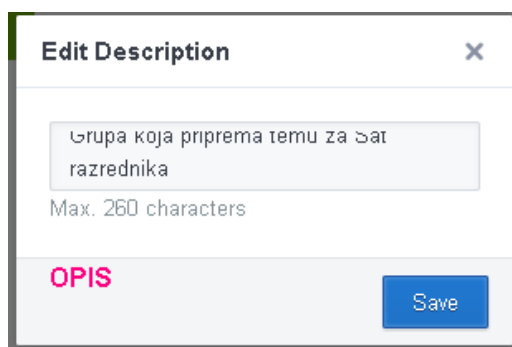 Edit Description
×
Grupa koja priprema temu za Sat
razrednika
Max. 260 characters
OPIS
Save